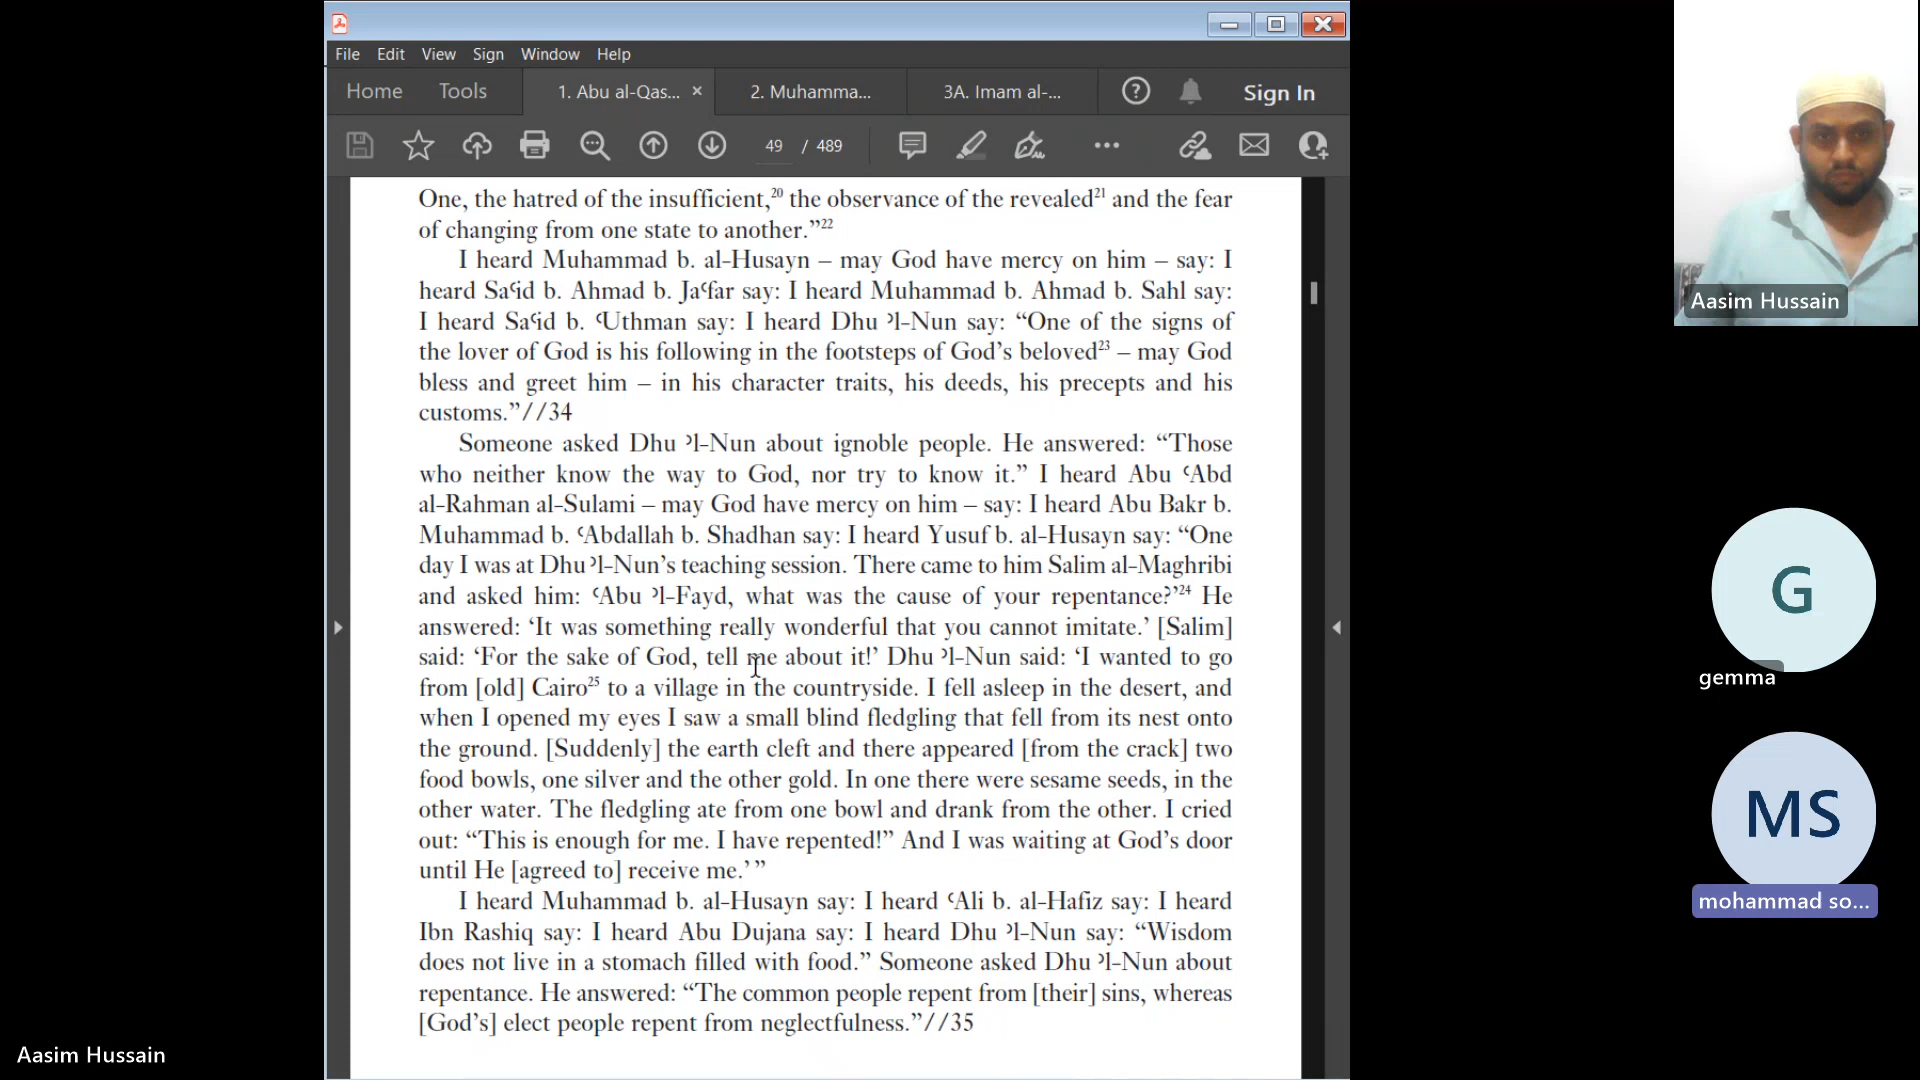 File Edit View Sign Window Help
Home Tools 1. Abu al-Qas... × 2. Muhamma... 3A. Imam al-... Sign In
49 / 489
One, the hatred of the insufficient,20 the observance of the revealed21 and the fear
of changing from one state to another.”22
I heard Muhammad b. al-Husayn – may God have mercy on him – say: I
heard Saʿid b. Ahmad b. Jaʿfar say: I heard Muhammad b. Ahmad b. Sahl say:
I heard Saʿid b. ʿUthman say: I heard Dhu ʾl-Nun say: “One of the signs of
the lover of God is his following in the footsteps of God’s beloved23 – may God
bless and greet him – in his character traits, his deeds, his precepts and his
customs.”//34
Someone asked Dhu ʾl-Nun about ignoble people. He answered: “Those
who neither know the way to God, nor try to know it.” I heard Abu ʿAbd
al-Rahman al-Sulami – may God have mercy on him – say: I heard Abu Bakr b.
Muhammad b. ʿAbdallah b. Shadhan say: I heard Yusuf b. al-Husayn say: “One
day I was at Dhu ʾl-Nun’s teaching session. There came to him Salim al-Maghribi
and asked him: ‘Abu ʾl-Fayd, what was the cause of your repentance?’24 He
answered: ‘It was something really wonderful that you cannot imitate.’ [Salim]
said: ‘For the sake of God, tell me about it!’ Dhu ʾl-Nun said: ‘I wanted to go
from [old] Cairo25 to a village in the countryside. I fell asleep in the desert, and
when I opened my eyes I saw a small blind fledgling that fell from its nest onto
the ground. [Suddenly] the earth cleft and there appeared [from the crack] two
food bowls, one silver and the other gold. In one there were sesame seeds, in the
other water. The fledgling ate from one bowl and drank from the other. I cried
out: “This is enough for me. I have repented!” And I was waiting at God’s door
until He [agreed to] receive me.’ ”
I heard Muhammad b. al-Husayn say: I heard ʿAli b. al-Hafiz say: I heard
Ibn Rashiq say: I heard Abu Dujana say: I heard Dhu ʾl-Nun say: “Wisdom
does not live in a stomach filled with food.” Someone asked Dhu ʾl-Nun about
repentance. He answered: “The common people repent from [their] sins, whereas
[God’s] elect people repent from neglectfulness.”//35
Aasim Hussain
G
gemma
MS
mohammad so...
Aasim Hussain